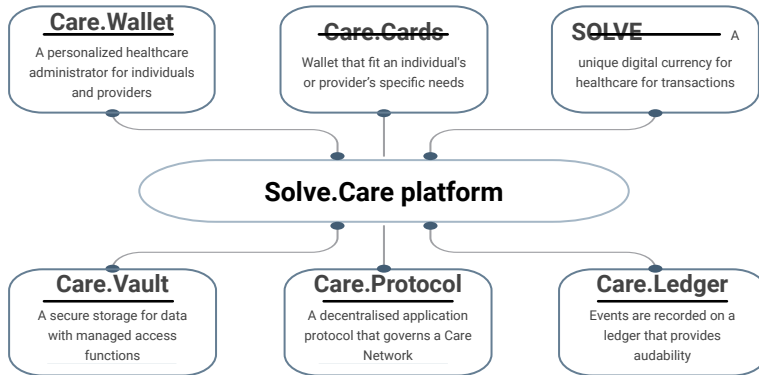 Care.Wallet
A personalized healthcare
administrator for individuals
and providers
Care.Cards
Wallet that fit an individual's
or provider's specific needs
SOLVE A
unique digital currency for
healthcare for transactions
Solve.Care platform
Care.Vault
A secure storage for data
with managed access
functions
Care.Protocol
A decentralised application
protocol that governs a Care
Network
Care.Ledger
Events are recorded on a
ledger that provides
audability